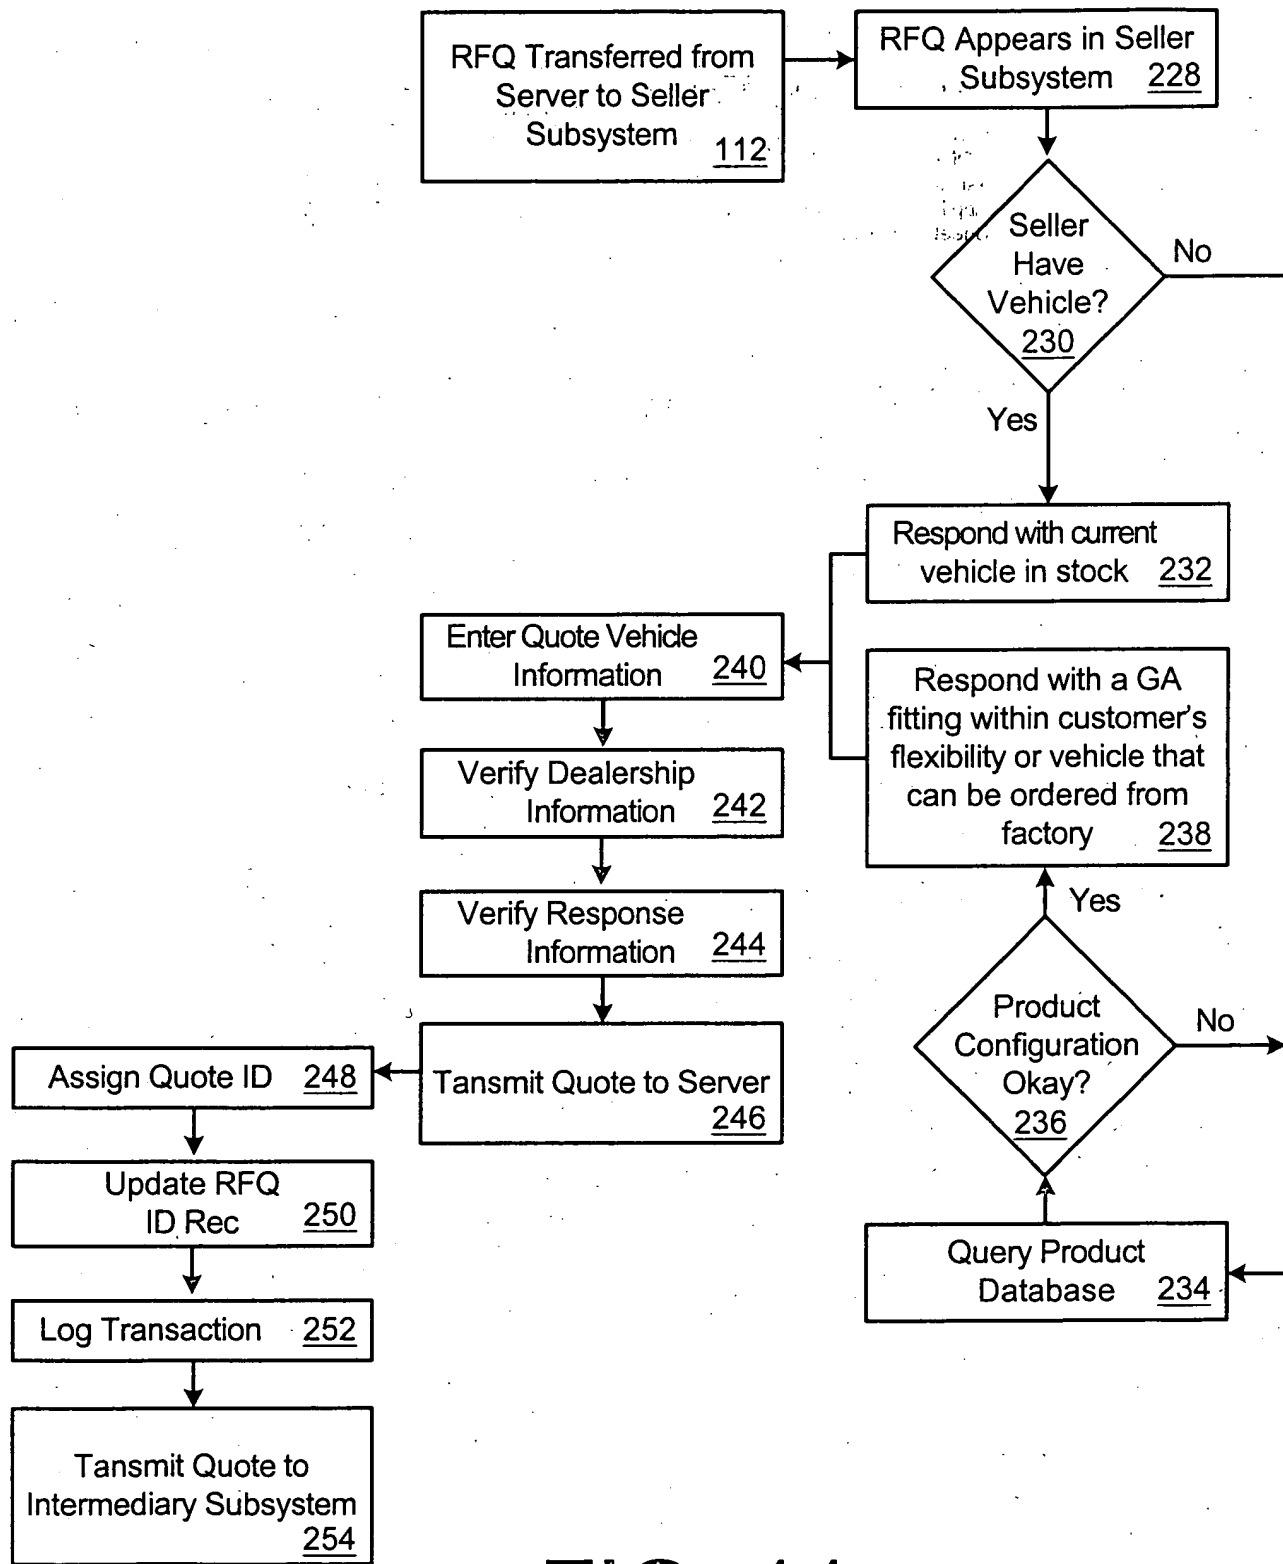 RFQ Transferred from
Server to Seller
Subsystem
112
RFQ Appears in Seller
Subsystem 228
Seller
Have
Vehicle?
230
No
Yes
Respond with current
vehicle in stock 232
Respond with a GA
fitting within customer's
flexibility or vehicle that
can be ordered from
factory 238
Yes
Product
Configuration
Okay?
236
No
Query Product
Database 234
Enter Quote Vehicle
Information 240
Verify Dealership
Information 242
Verify Response
Information 244
Tansmit Quote to Server
246
Assign Quote ID 248
Update RFQ
ID Rec 250
Log Transaction 252
Tansmit Quote to
Intermediary Subsystem
254